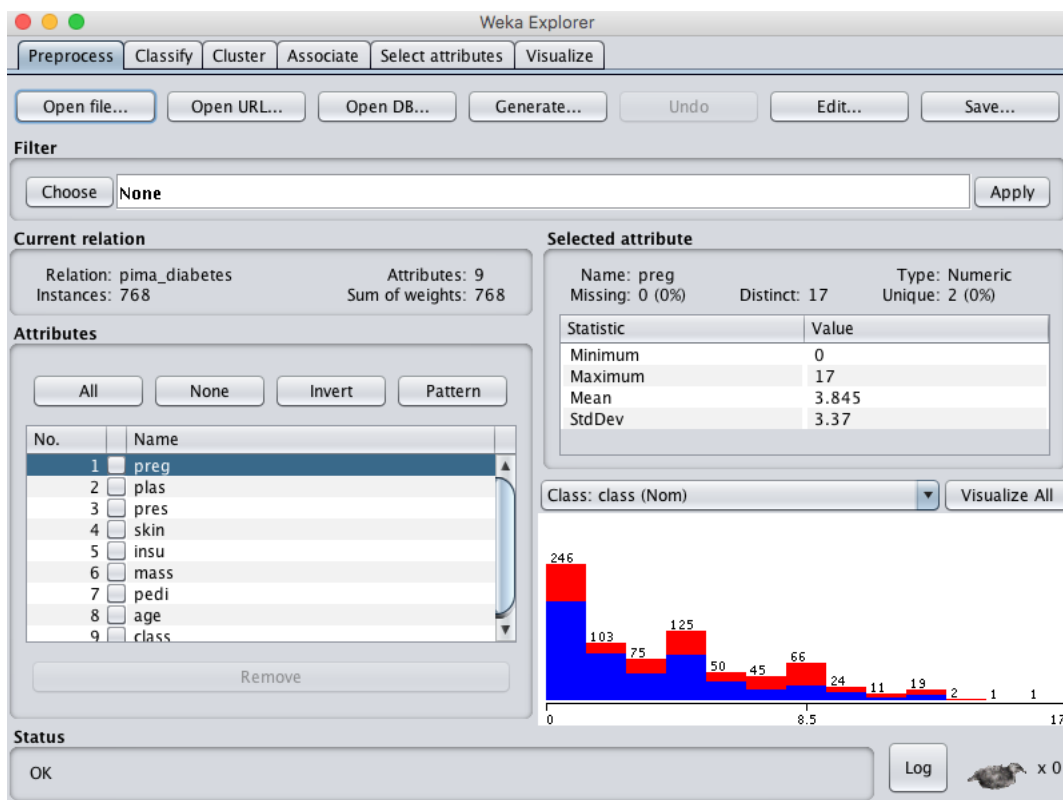 Weka Explorer
Preprocess Classify Cluster Associate Select attributes Visualize
Open file... Open URL... Open DB... Generate... Undo Edit... Save...
Filter
Choose None Apply
Current relation
Relation: pima_diabetes Attributes: 9
Instances: 768 Sum of weights: 768
Attributes
All None Invert Pattern
No. Name
1 preg
2 plas
3 pres
4 skin
5 insu
6 mass
7 pedi
8 age
9 class
Remove
Selected attribute
Name: preg Type: Numeric
Missing: 0 (0%) Distinct: 17 Unique: 2 (0%)
Statistic Value
Minimum 0
Maximum 17
Mean 3.845
StdDev 3.37
Class: class (Nom) Visualize All
246 103 75 125 50 45 66 24 11 19 2 1 1
0 8.5 17
Status
OK Log x 0